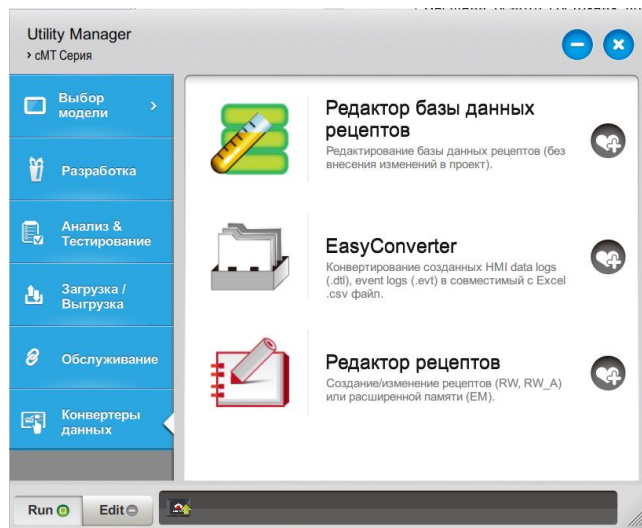 Utility Manager
› cMT Серия
Выбор
модели
Разработка
Анализ &
Тестирование
Загрузка /
Выгрузка
Обслуживание
Конвертеры
данных
Редактор базы данных
рецептов
Редактирование базы данных рецептов (без
внесения изменений в проект).
EasyConverter
Конвертирование созданных HMI data logs
(.dtl), event logs (.evt) в совместимый с Excel
.csv файл.
Редактор рецептов
Создание/изменение рецептов (RW, RW_A)
или расширенной памяти (EM).
Run
Edit